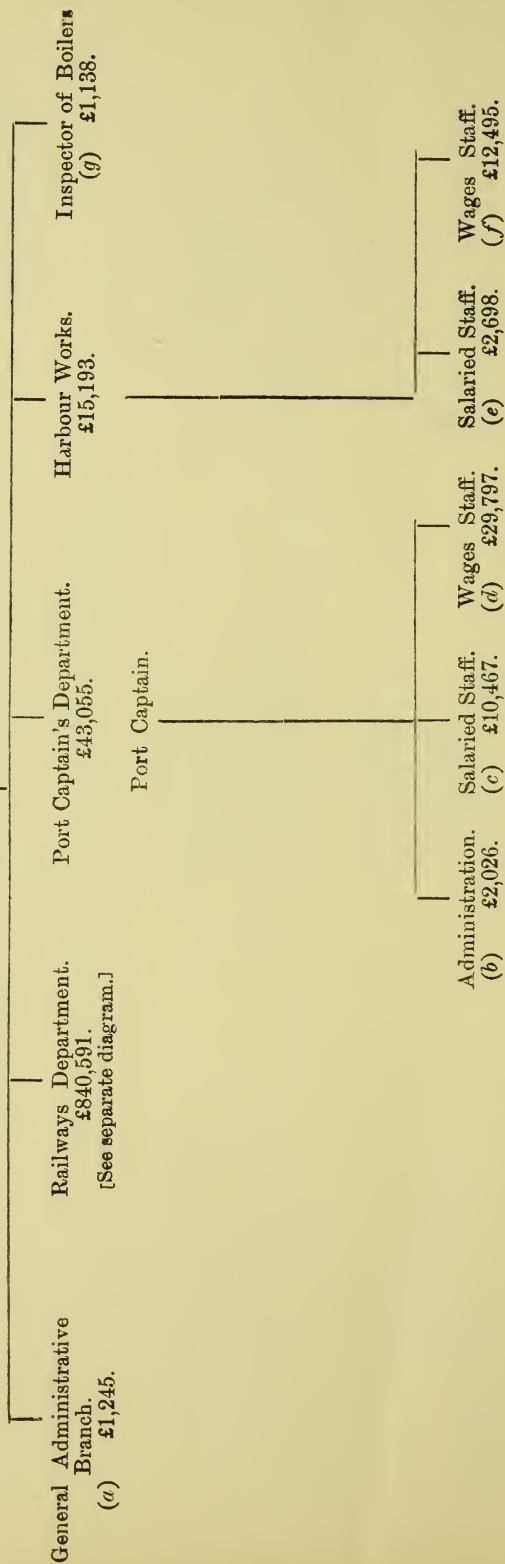 General Administrative
Branch.
(a) £1,245.
Railways Department.
£840,591.
[See separate diagram.]
Port Captain's Department.
£43,055.
Port Captain.
Harbour Works.
£15,193.
Inspector of Boilers
(g) £1,138.
Administration.
(b) £2,026.
Salaried Staff.
(c) £10,467.
Wages Staff.
(d) £29,797.
Salaried Staff.
(e) £2,698.
Wages Staff.
(f) £12,495.